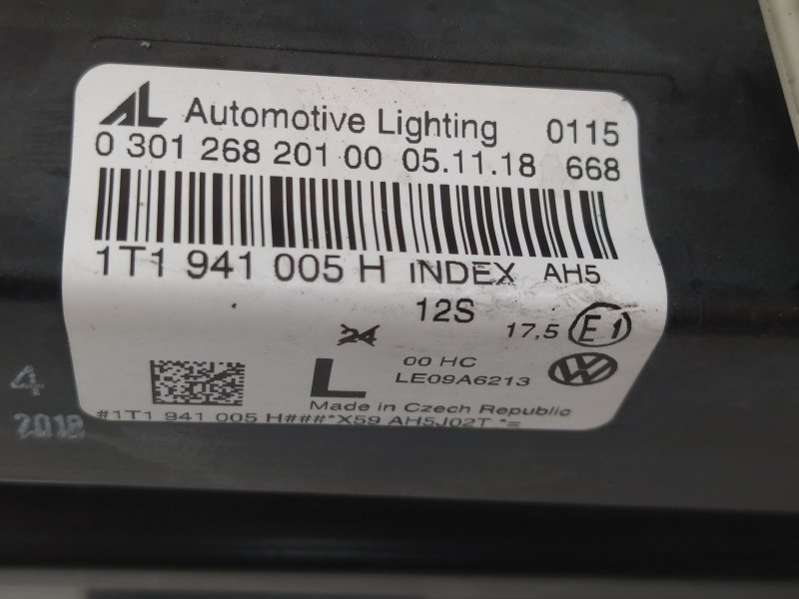 AL Automotive Lighting 0115
0 301 268 201 00 05.11.18 668
1T1 941 005 H INDEX AH5
12S
24 17,5 E1
L 00 HC
LE09A6213
Made in Czech Republic
#1T1 941 005 H###*X59 AH5J02T *=
4
2018